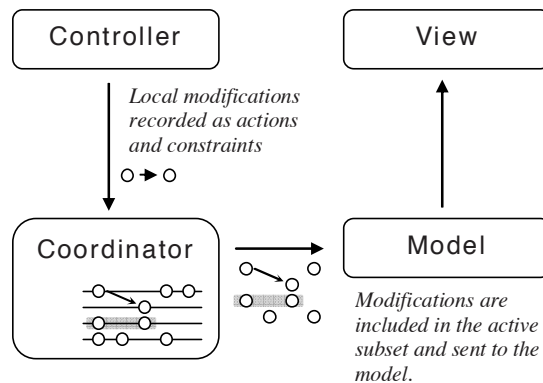 Controller
View
Local modifications
recorded as actions
and constraints
Coordinator
Model
Modifications are
included in the active
subset and sent to the
model.